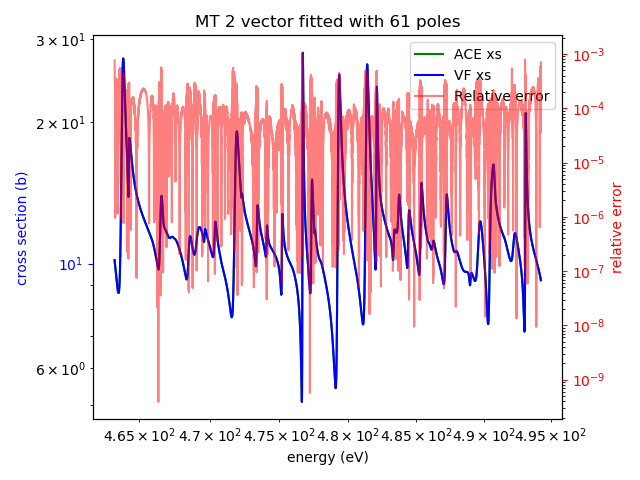 MT 2 vector fitted with 61 poles
ACE xs
VF xs
Relative error
3 × 10¹
2 × 10¹
10¹
6 × 10⁰
cross section (b)
10⁻³
10⁻⁴
10⁻⁵
10⁻⁶
10⁻⁷
10⁻⁸
10⁻⁹
relative error
4.65 × 10² 4.7 × 10² 4.75 × 10² 4.8 × 10² 4.85 × 10² 4.9 × 10² 4.95 × 10²
energy (eV)